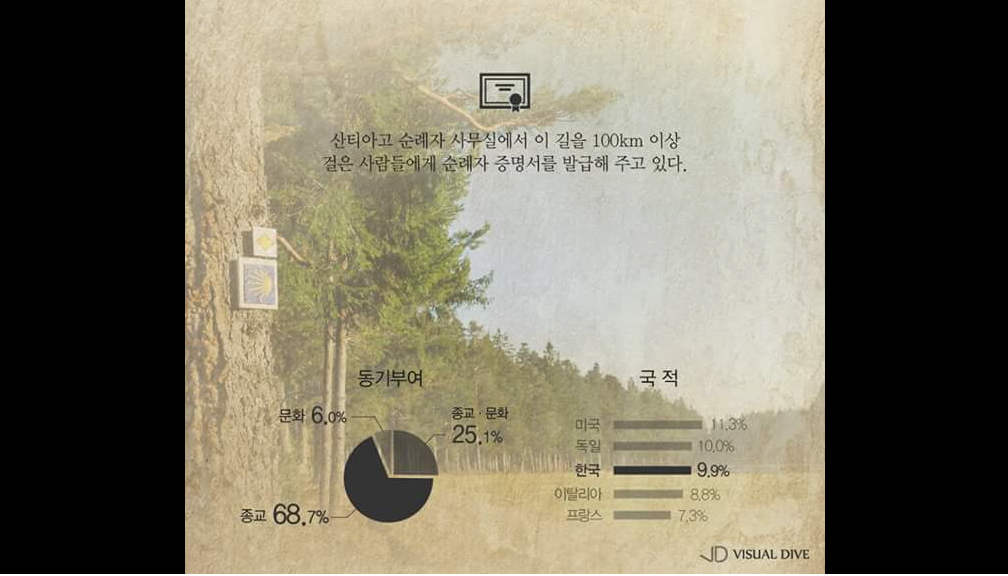 산티아고 순례자 사무실에서 이 길을 100km 이상
걸은 사람들에게 순례자 증명서를 발급해 주고 있다.
동기부여
문화 6.0%
종교·문화
25.1%
종교 68.7%
국적
미국 11.3%
독일 10.0%
한국 9.9%
이탈리아 8.8%
프랑스 7.3%
VISUAL DIVE